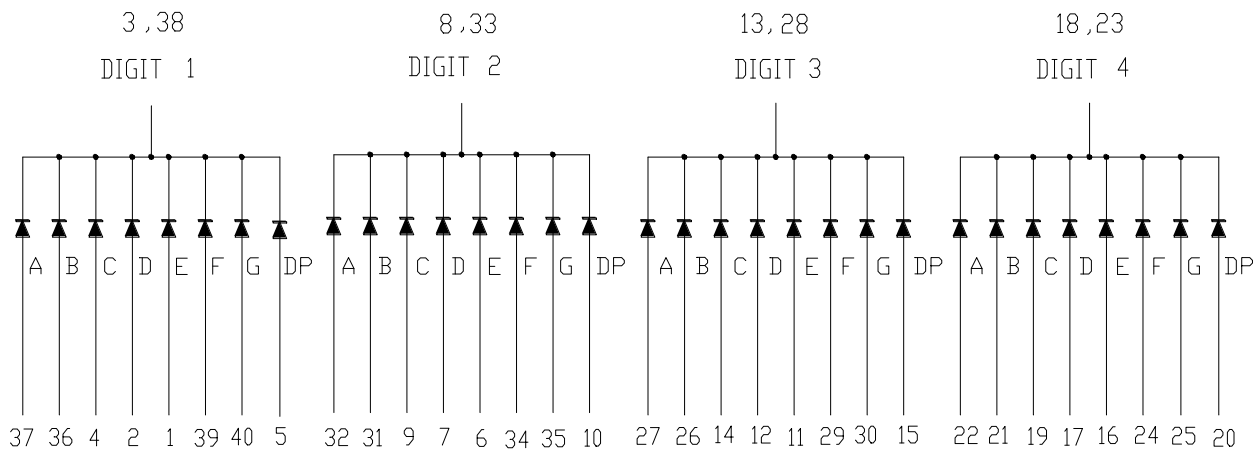 3,38 8,33 13,28 18,23
DIGIT 1 DIGIT 2 DIGIT 3 DIGIT 4
A B C D E F G DP A B C D E F G DP A B C D E F G DP A B C D E F G DP
37 36 4 2 1 39 40 5 32 31 9 7 6 34 35 10 27 26 14 12 11 29 30 15 22 21 19 17 16 24 25 20